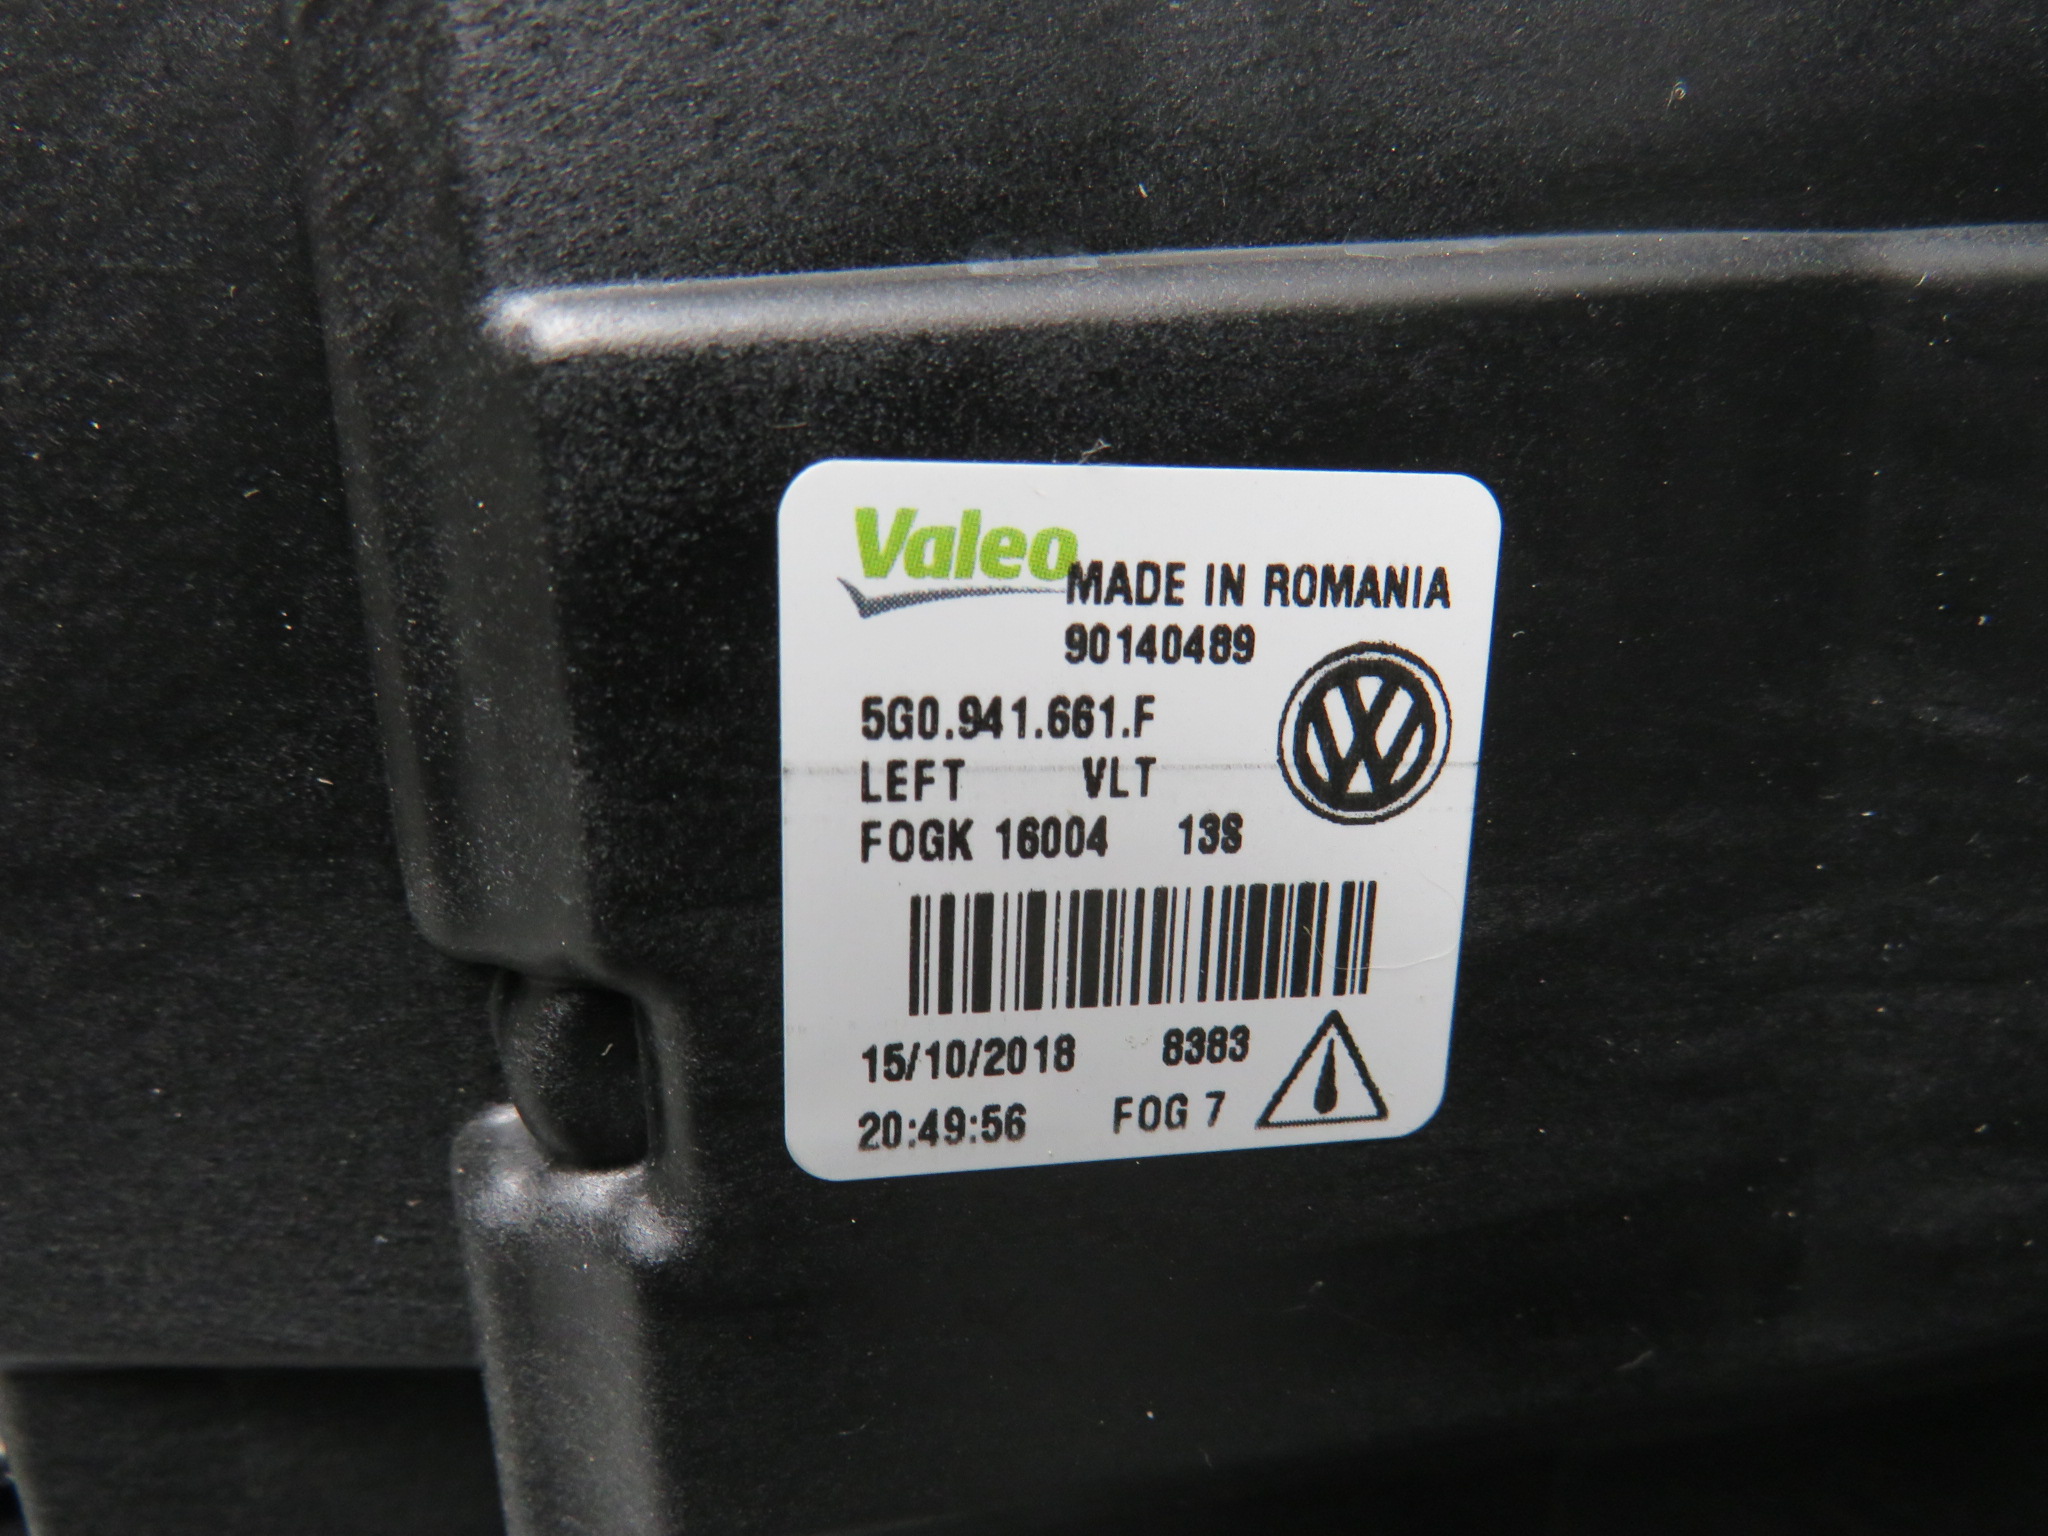 Valeo
MADE IN ROMANIA
90140489
5G0.941.661.F
LEFT VLT
FOGK 16004 13S
15/10/2018 8383
20:49:56 FOG 7